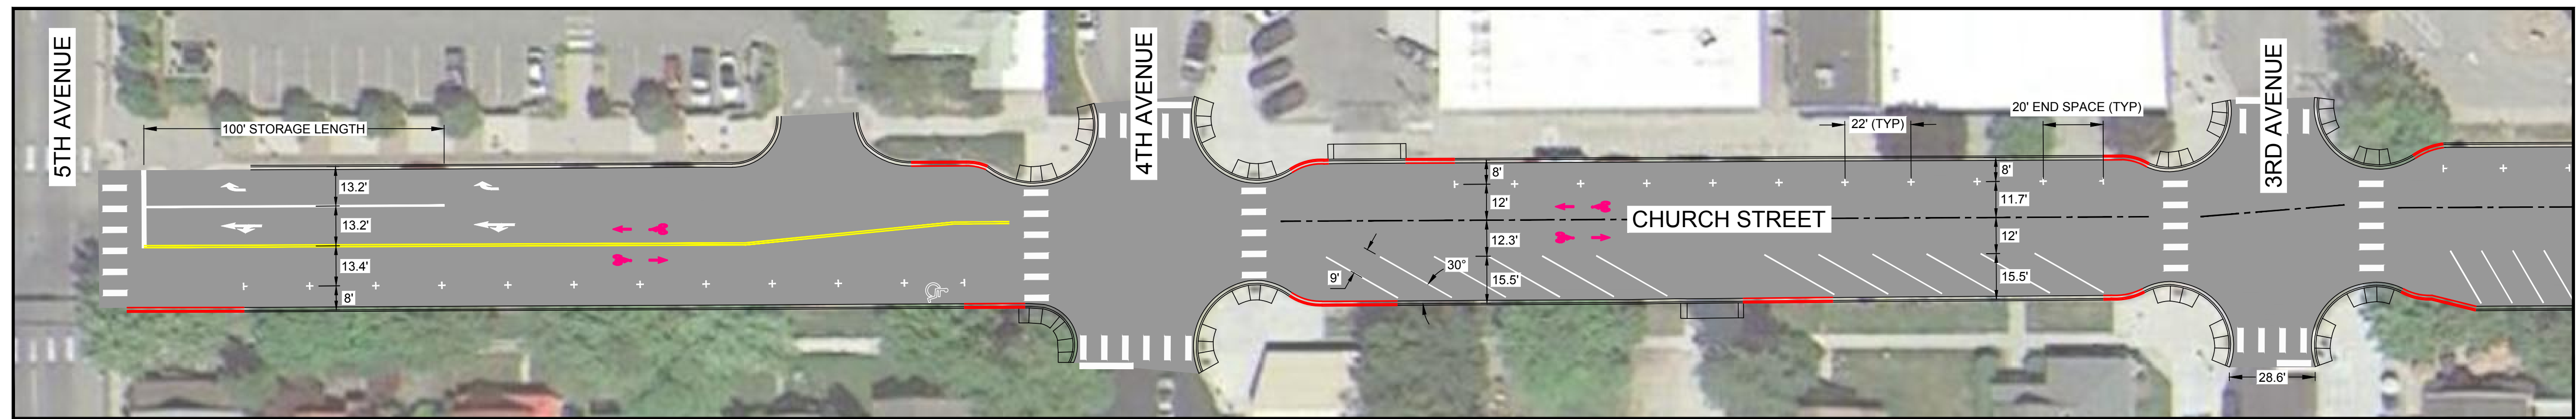 5TH AVENUE
100' STORAGE LENGTH
13.2'
13.2'
13.4'
8'
4TH AVENUE
8'
12'
12.3'
15.5'
9'
30°
CHURCH STREET
22' (TYP)
20' END SPACE (TYP)
8'
11.7'
12'
15.5'
3RD AVENUE
28.6'